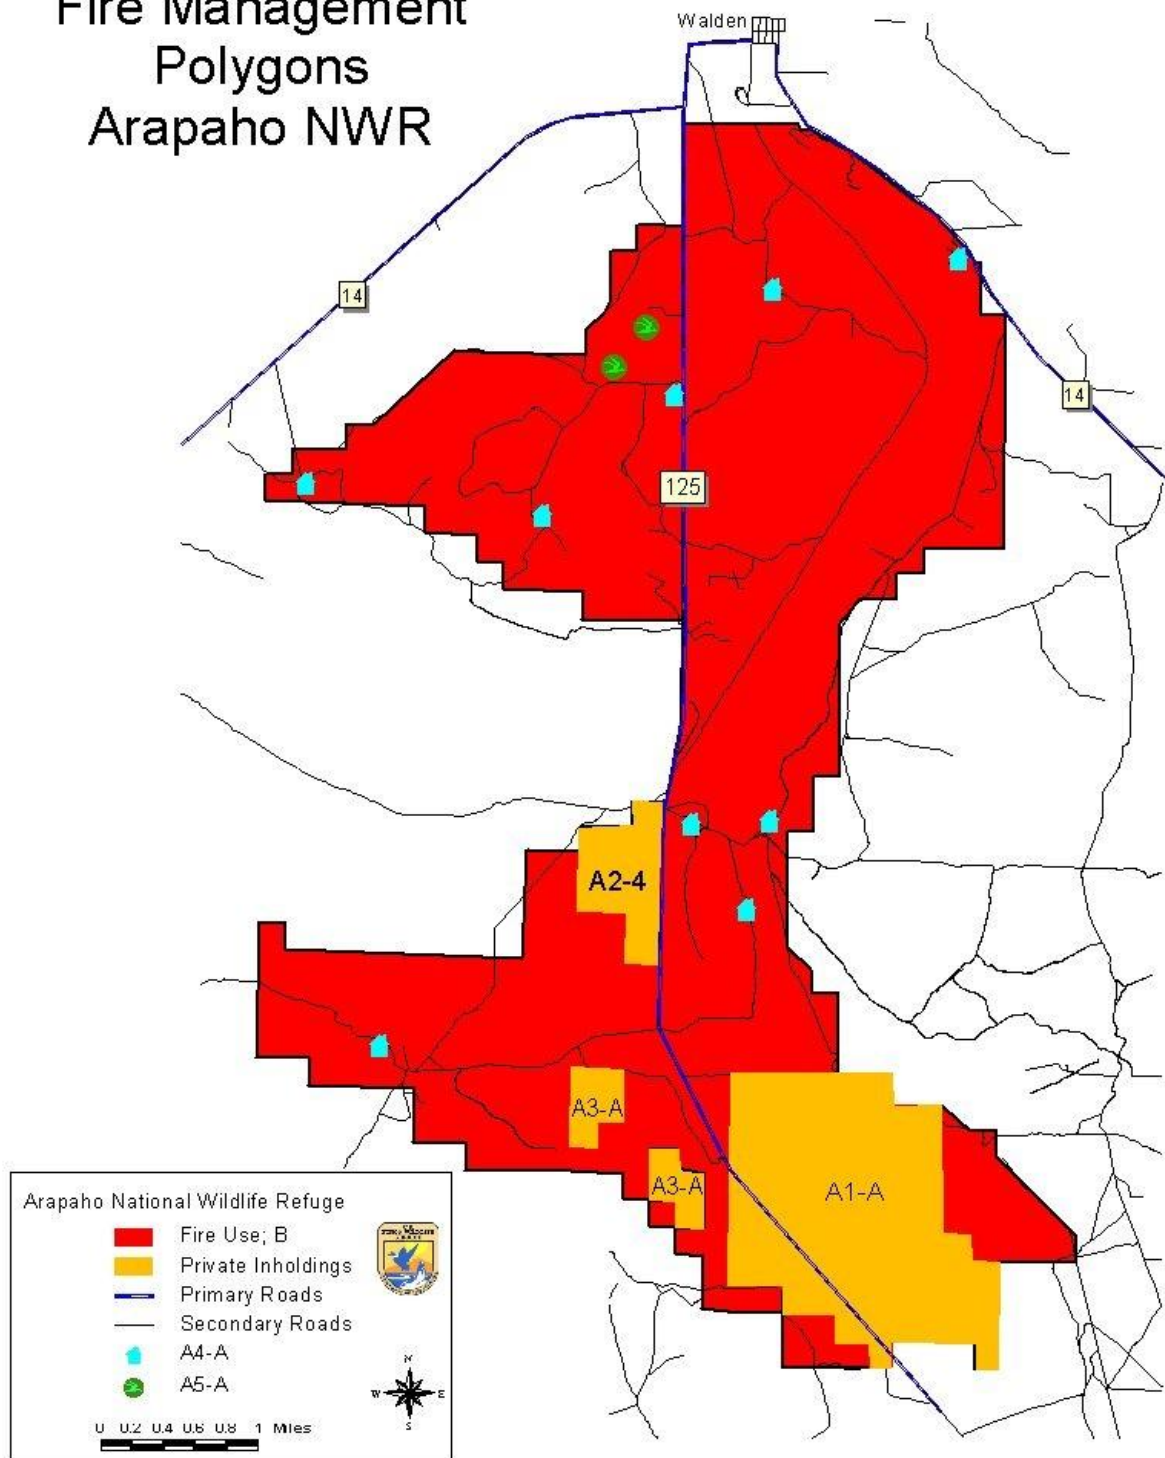 Fire Management
Polygons
Arapaho NWR
Walden
14
14
125
A2-4
A3-A
A3-A
A1-A
Arapaho National Wildlife Refuge
Fire Use; B
Private Inholdings
Primary Roads
Secondary Roads
A4-A
A5-A
N
W E
S
0 0.2 0.4 0.6 0.8 1 Miles